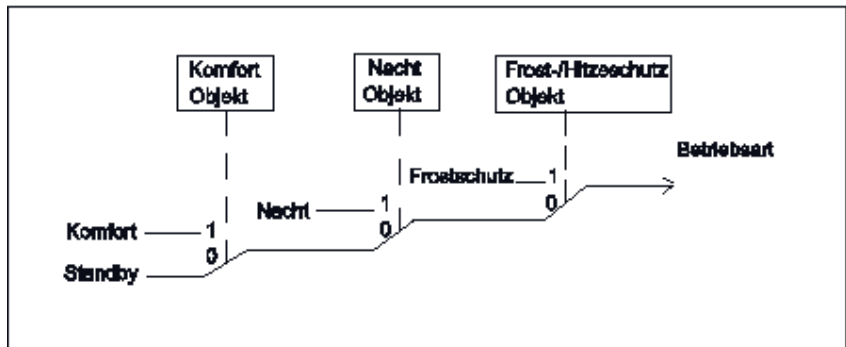 Komfort
Objekt
Nacht
Objekt
Frost-/Hitzeschutz
Objekt
Betriebsart
Frostschutz 1
0
Nacht 1
0
Komfort 1
0
Standby